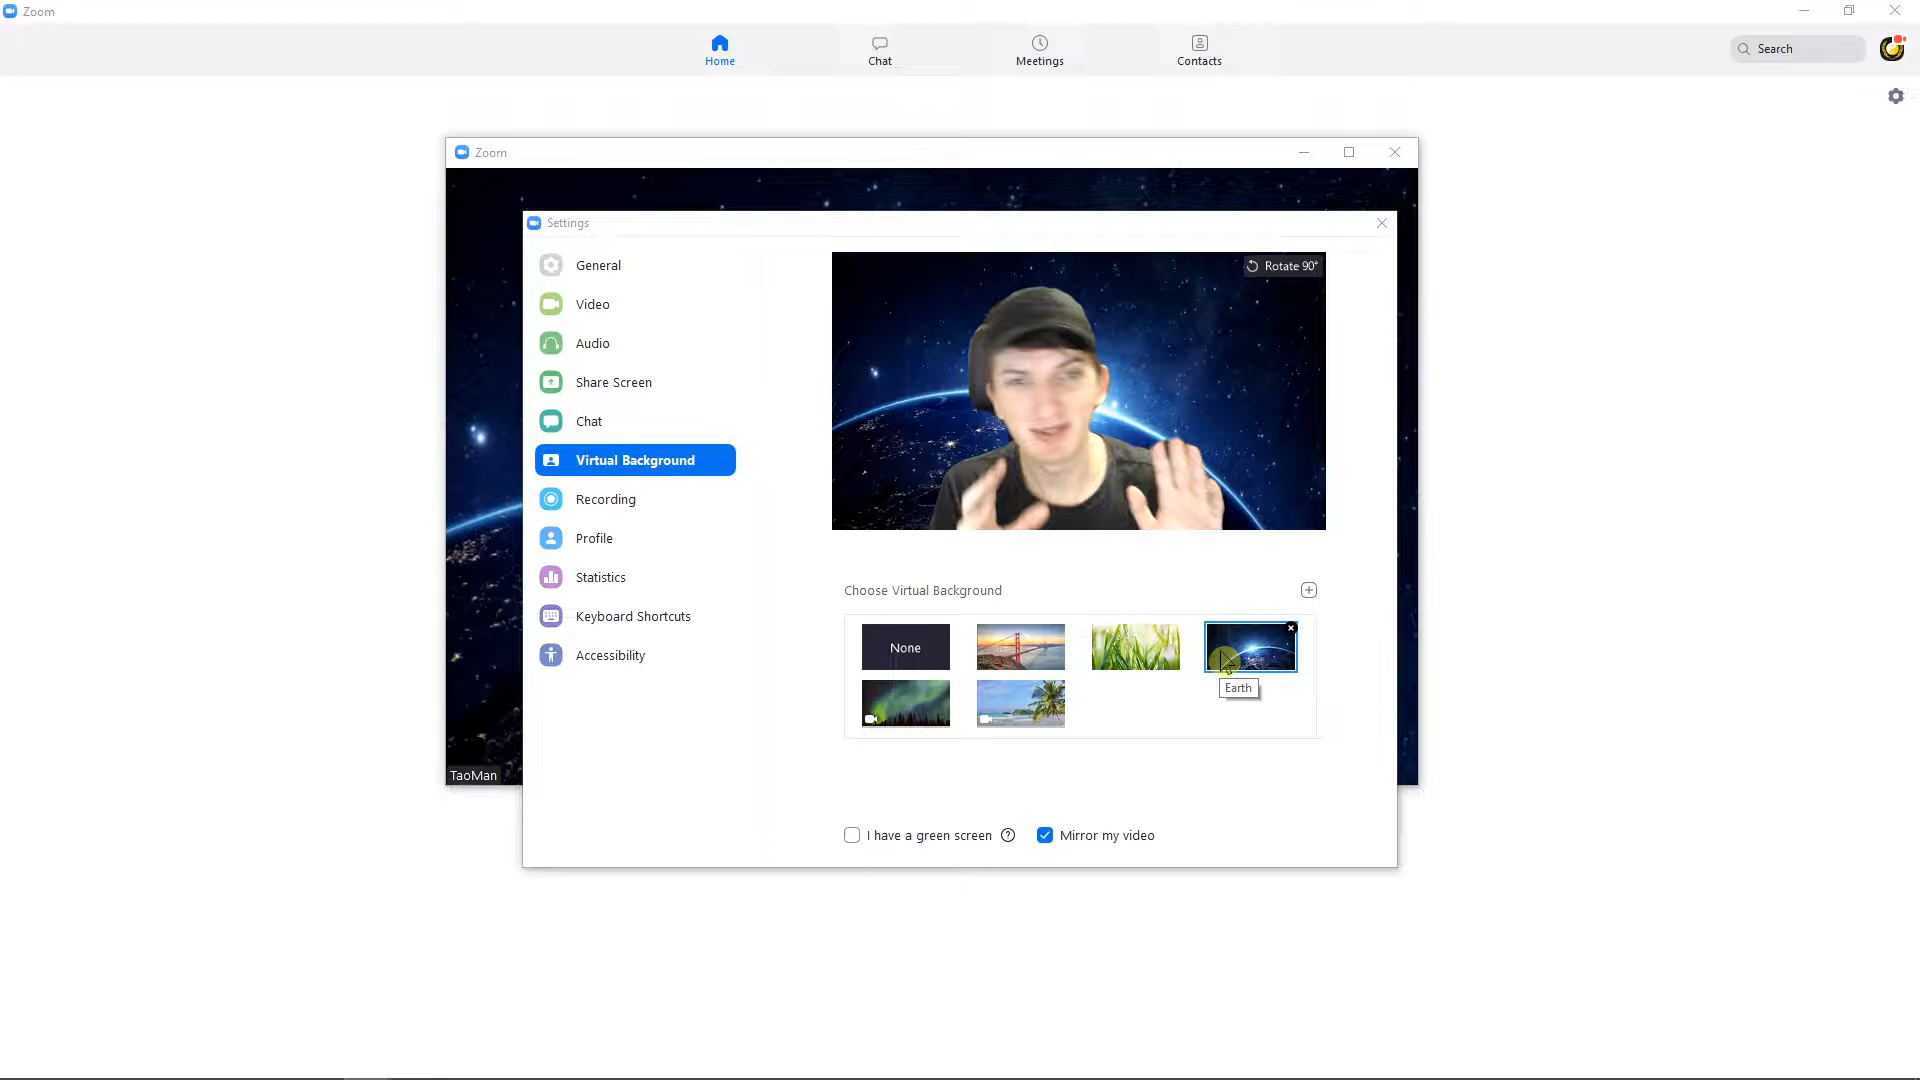 Zoom
Home
Chat
Meetings
Contacts
Search
Zoom
Settings
General
Video
Audio
Share Screen
Chat
Virtual Background
Recording
Profile
Statistics
Keyboard Shortcuts
Accessibility
Rotate 90°
Choose Virtual Background
None
Earth
TaoMan
I have a green screen
Mirror my video